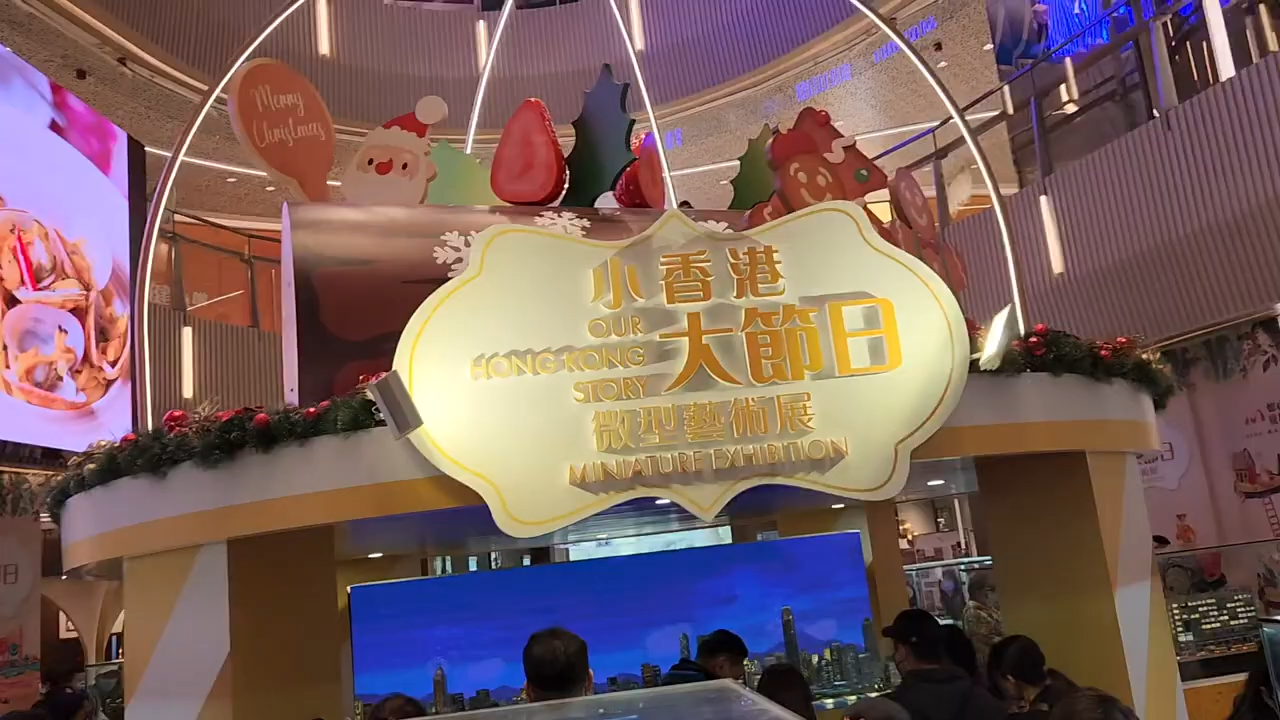 Merry
Christmas
小香港
大節日
OUR
HONG KONG
STORY
微型藝術展
MINIATURE EXHIBITION